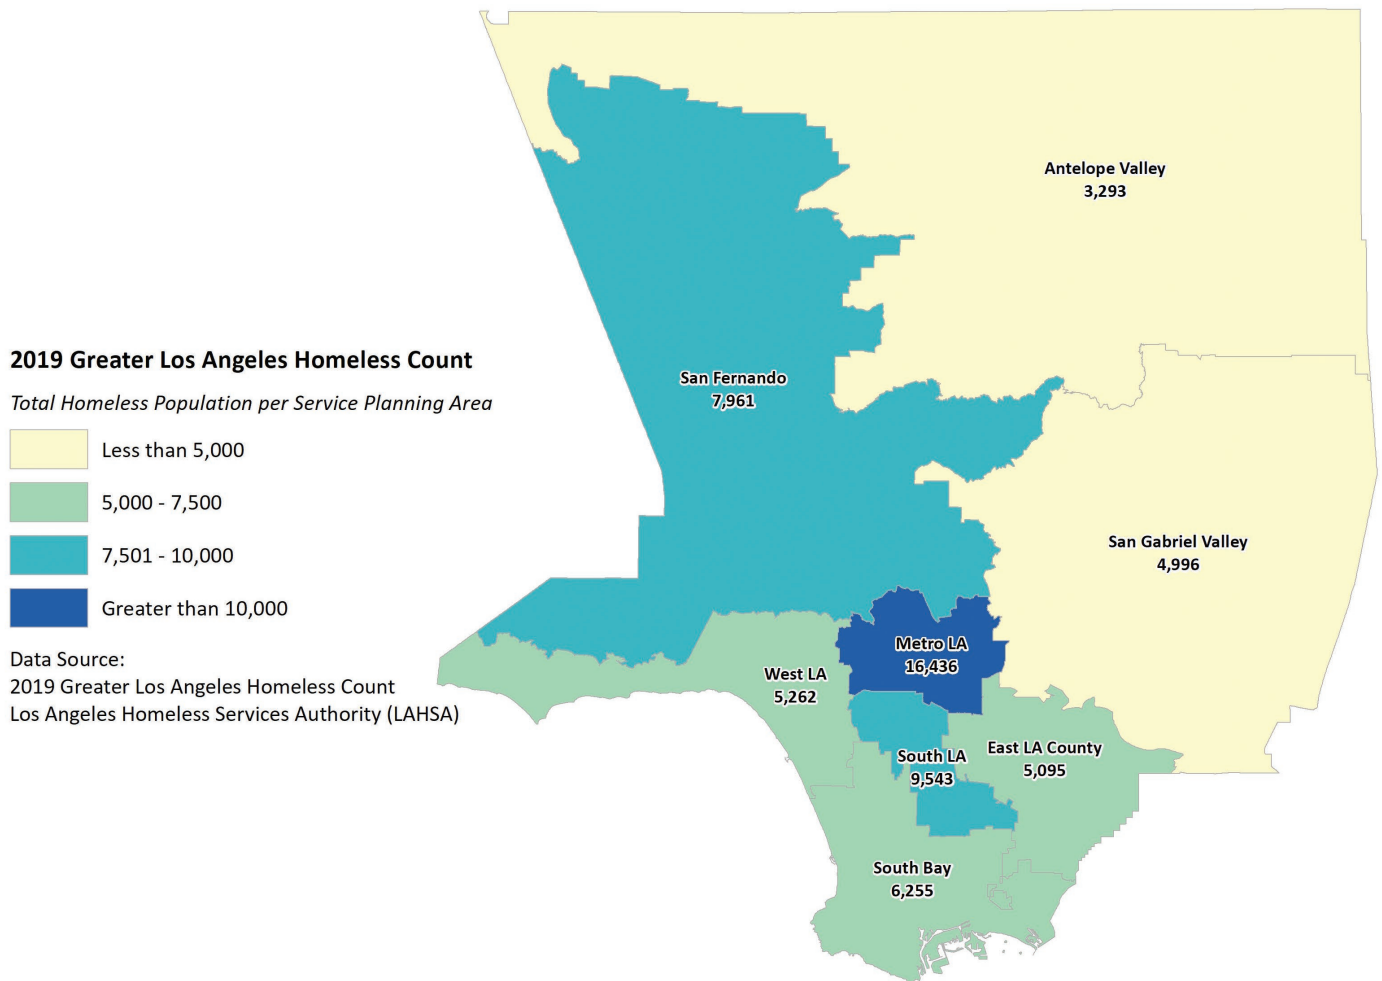 2019 Greater Los Angeles Homeless Count
Total Homeless Population per Service Planning Area
Less than 5,000
5,000 - 7,500
7,501 - 10,000
Greater than 10,000
Data Source:
2019 Greater Los Angeles Homeless Count
Los Angeles Homeless Services Authority (LAHSA)
Antelope Valley
3,293
San Fernando
7,961
San Gabriel Valley
4,996
Metro LA
16,436
West LA
5,262
South LA
9,543
East LA County
5,095
South Bay
6,255